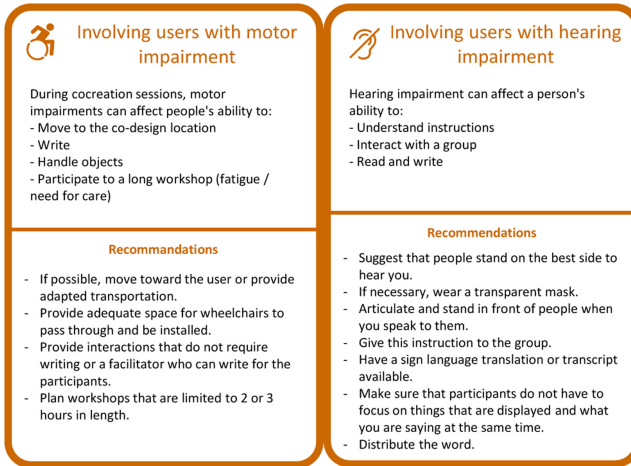 Involving users with motor
impairment
During cocreation sessions, motor
impairments can affect people's ability to:
- Move to the co-design location
- Write
- Handle objects
- Participate to a long workshop (fatigue /
need for care)
Recommandations
- If possible, move toward the user or provide
adapted transportation.
- Provide adequate space for wheelchairs to
pass through and be installed.
- Provide interactions that do not require
writing or a facilitator who can write for the
participants.
- Plan workshops that are limited to 2 or 3
hours in length.
Involving users with hearing
impairment
Hearing impairment can affect a person's
ability to:
- Understand instructions
- Interact with a group
- Read and write
Recommendations
- Suggest that people stand on the best side to
hear you.
- If necessary, wear a transparent mask.
- Articulate and stand in front of people when
you speak to them.
- Give this instruction to the group.
- Have a sign language translation or transcript
available.
- Make sure that participants do not have to
focus on things that are displayed and what
you are saying at the same time.
- Distribute the word.